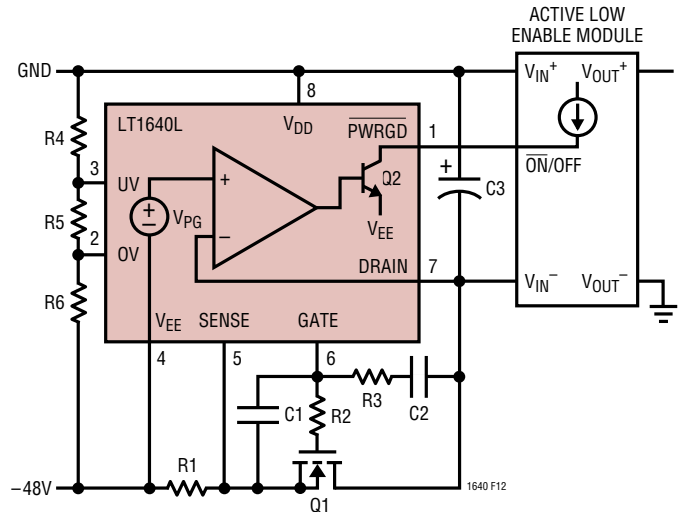 ACTIVE LOW
ENABLE MODULE
GND
8
VIN+
VOUT+
LT1640L
VDD
PWRGD
1
R4
ON/OFF
3
UV
+
Q2
+
C3
R5
+
−
VPG
2
OV
−
VEE
DRAIN
7
VIN−
VOUT−
R6
VEE
SENSE
GATE
4
5
6
R3
C2
C1
R2
R1
−48V
Q1
1640 F12